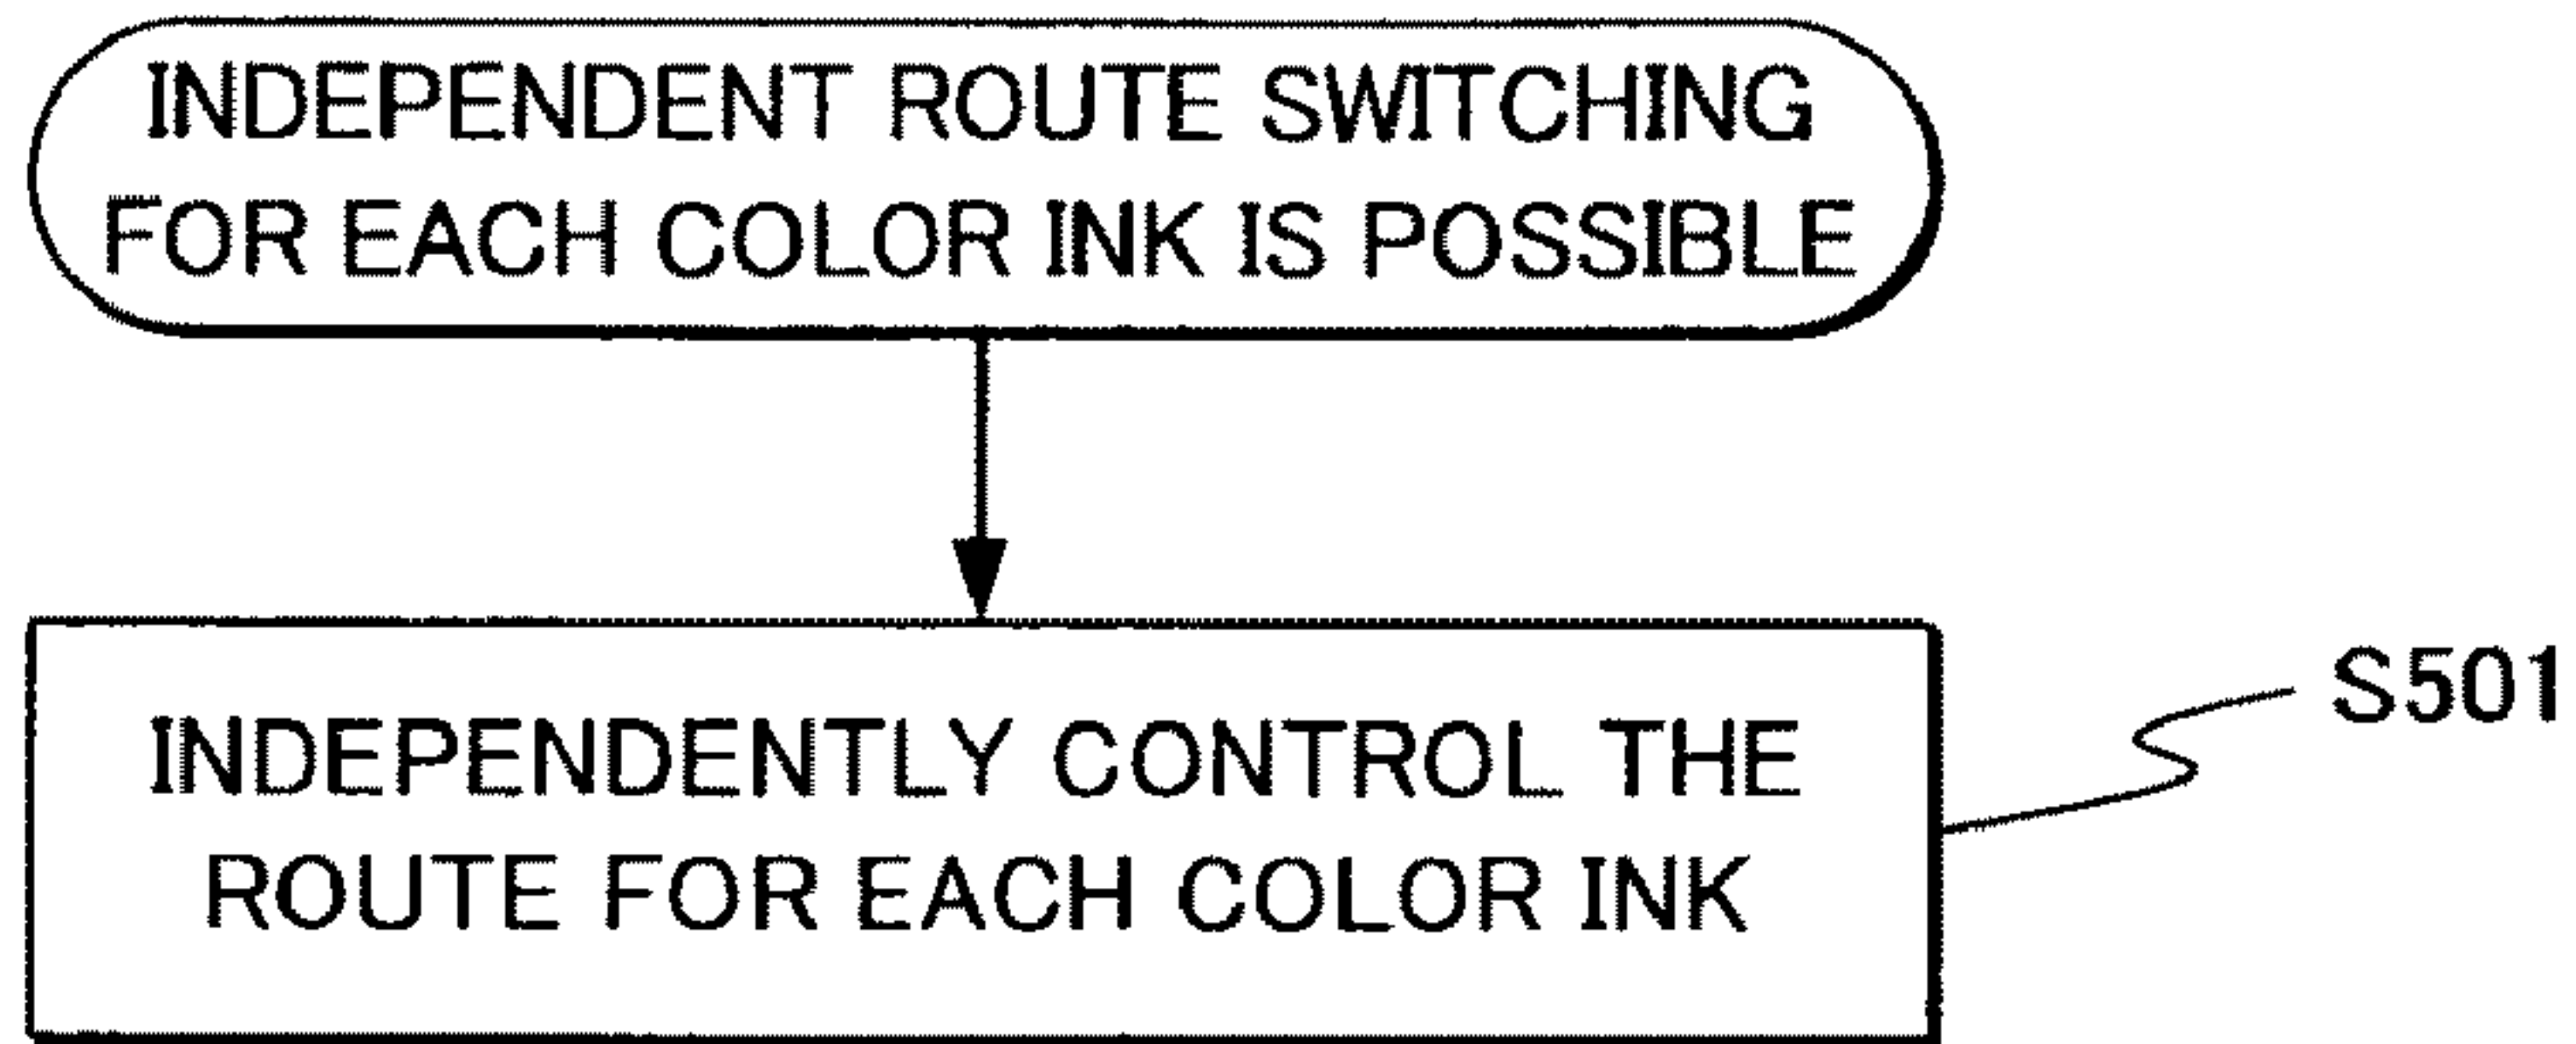 INDEPENDENT ROUTE SWITCHING
FOR EACH COLOR INK IS POSSIBLE
INDEPENDENTLY CONTROL THE
ROUTE FOR EACH COLOR INK
S501